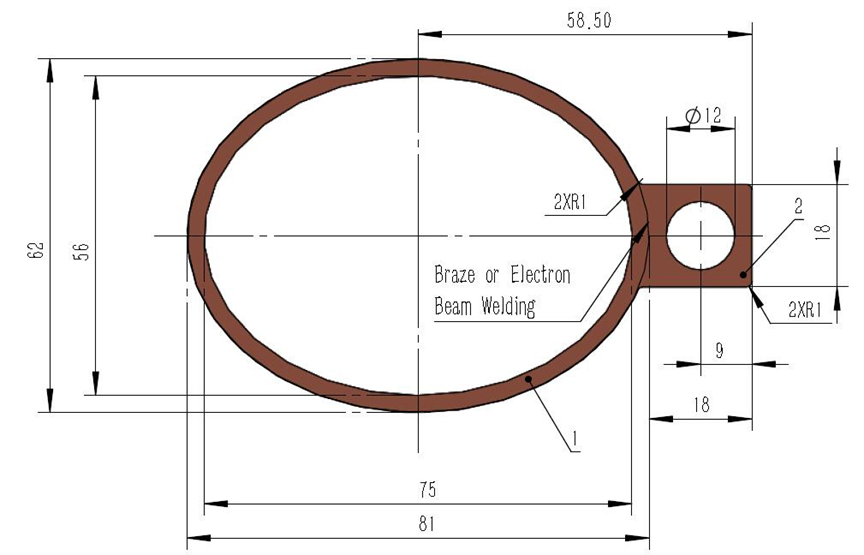 58.50
Ø12
2XR1
2
62
56
18
Braze or Electron
Beam Welding
2XR1
9
18
1
75
81